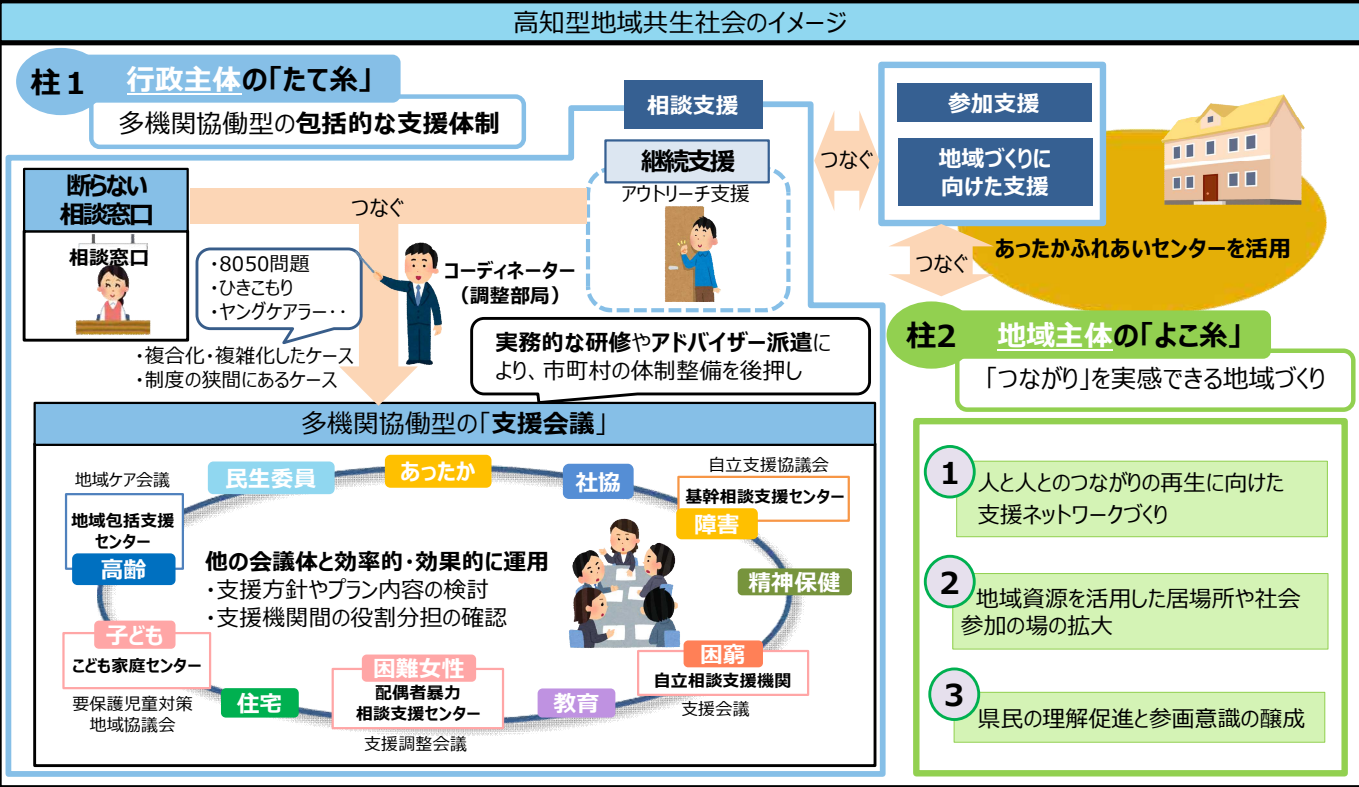 高知型地域共生社会のイメージ
柱1
行政主体の「たて糸」
多機関協働型の包括的な支援体制
相談支援
継続支援
アウトリーチ支援
つなぐ
参加支援
地域づくりに
向けた支援
あったかふれあいセンターを活用
つなぐ
断らない
相談窓口
相談窓口
つなぐ
・8050問題
・ひきこもり
・ヤングケアラー・・
コーディネーター
（調整部局）
・複合化・複雑化したケース
・制度の狭間にあるケース
実務的な研修やアドバイザー派遣に
より、市町村の体制整備を後押し
多機関協働型の「支援会議」
地域ケア会議
地域包括支援
センター
高齢
民生委員
あったか
社協
自立支援協議会
基幹相談支援センター
障害
精神保健
他の会議体と効率的・効果的に運用
・支援方針やプラン内容の検討
・支援機関間の役割分担の確認
子ども
こども家庭センター
要保護児童対策
地域協議会
住宅
困難女性
配偶者暴力
相談支援センター
支援調整会議
教育
困窮
自立相談支援機関
支援会議
柱2
地域主体の「よこ糸」
「つながり」を実感できる地域づくり
1
人と人とのつながりの再生に向けた
支援ネットワークづくり
2
地域資源を活用した居場所や社会
参加の場の拡大
3
県民の理解促進と参画意識の醸成